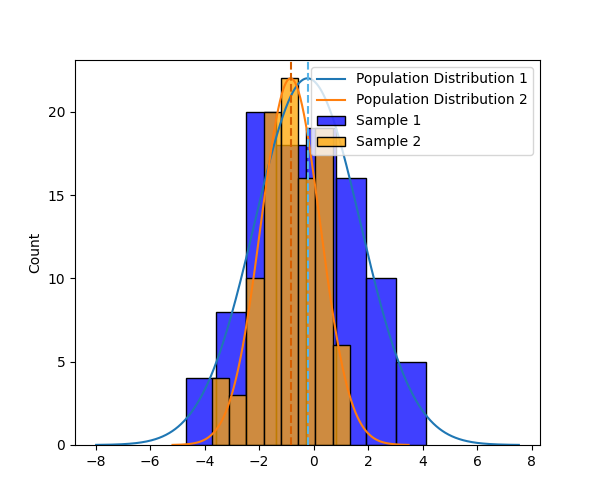 Population Distribution 1
Population Distribution 2
Sample 1
Sample 2
20
15
10
5
0
Count
−8 −6 −4 −2 0 2 4 6 8